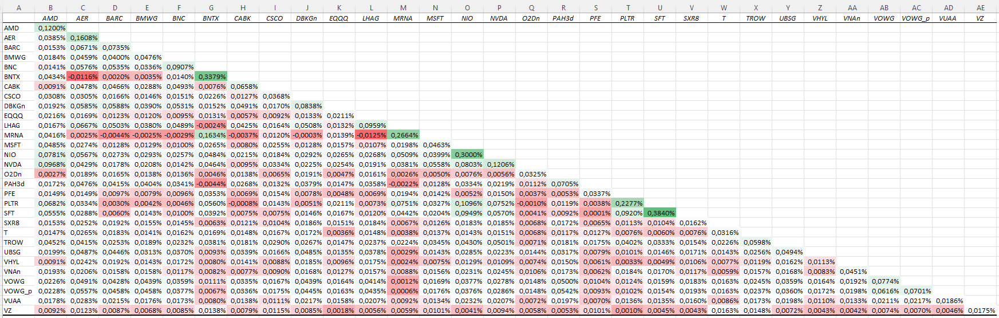 A B C D E F G H I J K L M N O P Q R S T U V W X Y Z AA AB AC AD AE
AMD AER BARC BMWG BNC BNTX CABK CSCO DBKGn EQQQ LHAG MRNA MSFT NIO NVDA O2Dn PAH3d PFE PLTR SFT SXR8 T TROW UBSG VHYL VNAn VOWG VOWG_p VUAA VZ
AMD 0,1200%
AER 0,0385% 0,1608%
BARC 0,0153% 0,0671% 0,0735%
BMWG 0,0184% 0,0459% 0,0400% 0,0476%
BNC 0,0141% 0,0576% 0,0535% 0,0336% 0,0907%
BNTX 0,0434% -0,0116% 0,0020% 0,0035% 0,0140% 0,3379%
CABK 0,0091% 0,0478% 0,0466% 0,0288% 0,0493% 0,0076% 0,0658%
CSCO 0,0308% 0,0305% 0,0166% 0,0146% 0,0151% 0,0226% 0,0127% 0,0368%
DBKGn 0,0192% 0,0585% 0,0588% 0,0390% 0,0531% 0,0152% 0,0491% 0,0170% 0,0838%
EQQQ 0,0216% 0,0169% 0,0123% 0,0120% 0,0095% 0,0131% 0,0057% 0,0092% 0,0133% 0,0211%
LHAG 0,0167% 0,0667% 0,0503% 0,0380% 0,0489% -0,0024% 0,0425% 0,0164% 0,0508% 0,0132% 0,0959%
MRNA 0,0416% 0,0025% -0,0044% -0,0025% -0,0029% 0,1634% -0,0037% 0,0120% -0,0003% 0,0139% -0,0125% 0,2664%
MSFT 0,0485% 0,0274% 0,0128% 0,0129% 0,0100% 0,0265% 0,0080% 0,0255% 0,0128% 0,0157% 0,0107% 0,0198% 0,0463%
NIO 0,0781% 0,0567% 0,0273% 0,0293% 0,0257% 0,0484% 0,0215% 0,0184% 0,0292% 0,0265% 0,0268% 0,0509% 0,0399% 0,3000%
NVDA 0,0968% 0,0429% 0,0178% 0,0208% 0,0142% 0,0464% 0,0095% 0,0334% 0,0225% 0,0254% 0,0191% 0,0381% 0,0558% 0,0803% 0,1206%
O2Dn 0,0027% 0,0189% 0,0165% 0,0138% 0,0136% 0,0046% 0,0138% 0,0065% 0,0191% 0,0047% 0,0161% 0,0026% 0,0050% 0,0076% 0,0056% 0,0325%
PAH3d 0,0172% 0,0476% 0,0415% 0,0404% 0,0341% -0,0044% 0,0268% 0,0132% 0,0379% 0,0147% 0,0358% -0,0022% 0,0128% 0,0334% 0,0219% 0,0112% 0,0705%
PFE 0,0149% 0,0149% 0,0097% 0,0079% 0,0096% 0,0353% 0,0069% 0,0154% 0,0078% 0,0048% 0,0069% 0,0194% 0,0142% 0,0052% 0,0150% 0,0037% 0,0053% 0,0337%
PLTR 0,0682% 0,0334% 0,0030% 0,0042% 0,0046% 0,0560% -0,0008% 0,0143% 0,0051% 0,0211% 0,0073% 0,0751% 0,0327% 0,1096% 0,0752% -0,0010% 0,0119% 0,0038% 0,2277%
SFT 0,0555% 0,0288% 0,0060% 0,0143% 0,0100% 0,0392% 0,0075% 0,0075% 0,0146% 0,0167% 0,0120% 0,0442% 0,0204% 0,0949% 0,0570% 0,0041% 0,0092% 0,0001% 0,0920% 0,3840%
SXR8 0,0153% 0,0252% 0,0192% 0,0155% 0,0145% 0,0063% 0,0121% 0,0104% 0,0186% 0,0151% 0,0184% 0,0067% 0,0126% 0,0183% 0,0185% 0,0068% 0,0172% 0,0065% 0,0113% 0,0104% 0,0162%
T 0,0147% 0,0265% 0,0183% 0,0141% 0,0162% 0,0169% 0,0148% 0,0167% 0,0172% 0,0036% 0,0148% 0,0038% 0,0137% 0,0143% 0,0151% 0,0068% 0,0117% 0,0127% 0,0076% 0,0060% 0,0076% 0,0316%
TROW 0,0452% 0,0415% 0,0253% 0,0189% 0,0232% 0,0381% 0,0181% 0,0290% 0,0267% 0,0147% 0,0237% 0,0224% 0,0345% 0,0430% 0,0501% 0,0071% 0,0181% 0,0175% 0,0402% 0,0333% 0,0154% 0,0226% 0,0598%
UBSG 0,0199% 0,0487% 0,0446% 0,0313% 0,0370% 0,0093% 0,0339% 0,0166% 0,0485% 0,0135% 0,0378% 0,0029% 0,0143% 0,0285% 0,0223% 0,0144% 0,0317% 0,0079% 0,0101% 0,0146% 0,0171% 0,0143% 0,0256% 0,0494%
VHYL 0,0091% 0,0242% 0,0192% 0,0143% 0,0172% 0,0080% 0,0141% 0,0088% 0,0185% 0,0096% 0,0175% 0,0024% 0,0075% 0,0129% 0,0109% 0,0074% 0,0150% 0,0061% 0,0033% 0,0049% 0,0106% 0,0077% 0,0119% 0,0162% 0,0113%
VNAn 0,0193% 0,0206% 0,0158% 0,0158% 0,0117% 0,0082% 0,0077% 0,0090% 0,0168% 0,0127% 0,0157% 0,0088% 0,0156% 0,0231% 0,0245% 0,0106% 0,0173% 0,0062% 0,0184% 0,0170% 0,0117% 0,0059% 0,0157% 0,0168% 0,0083% 0,0451%
VOWG 0,0226% 0,0491% 0,0428% 0,0439% 0,0359% 0,0111% 0,0335% 0,0167% 0,0439% 0,0164% 0,0414% 0,0012% 0,0169% 0,0377% 0,0278% 0,0148% 0,0500% 0,0104% 0,0124% 0,0159% 0,0183% 0,0163% 0,0245% 0,0359% 0,0164% 0,0192% 0,0774%
VOWG_p 0,0228% 0,0557% 0,0458% 0,0458% 0,0377% 0,0067% 0,0336% 0,0175% 0,0445% 0,0163% 0,0435% 0,0006% 0,0176% 0,0376% 0,0286% 0,0148% 0,0542% 0,0093% 0,0102% 0,0154% 0,0193% 0,0163% 0,0237% 0,0360% 0,0172% 0,0198% 0,0616% 0,0701%
VUAA 0,0178% 0,0283% 0,0215% 0,0176% 0,0173% 0,0080% 0,0138% 0,0111% 0,0217% 0,0158% 0,0207% 0,0092% 0,0134% 0,0232% 0,0207% 0,0072% 0,0197% 0,0070% 0,0136% 0,0135% 0,0160% 0,0086% 0,0173% 0,0198% 0,0110% 0,0133% 0,0211% 0,0217% 0,0186%
VZ 0,0092% 0,0123% 0,0087% 0,0068% 0,0085% 0,0138% 0,0079% 0,0115% 0,0085% 0,0018% 0,0056% 0,0059% 0,0101% 0,0041% 0,0094% 0,0058% 0,0053% 0,0101% 0,0010% 0,0045% 0,0043% 0,0163% 0,0148% 0,0072% 0,0043% 0,0042% 0,0074% 0,0070% 0,0046% 0,0175%